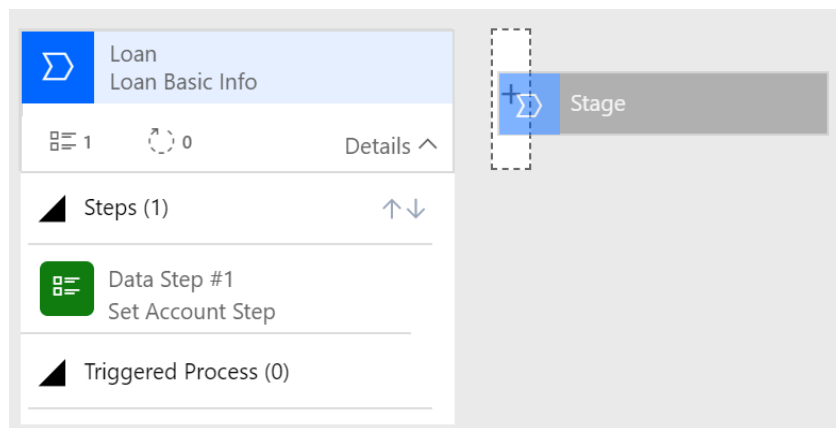 Loan
Loan Basic Info
1
0
Details
Steps (1)
Data Step #1
Set Account Step
Triggered Process (0)
Stage